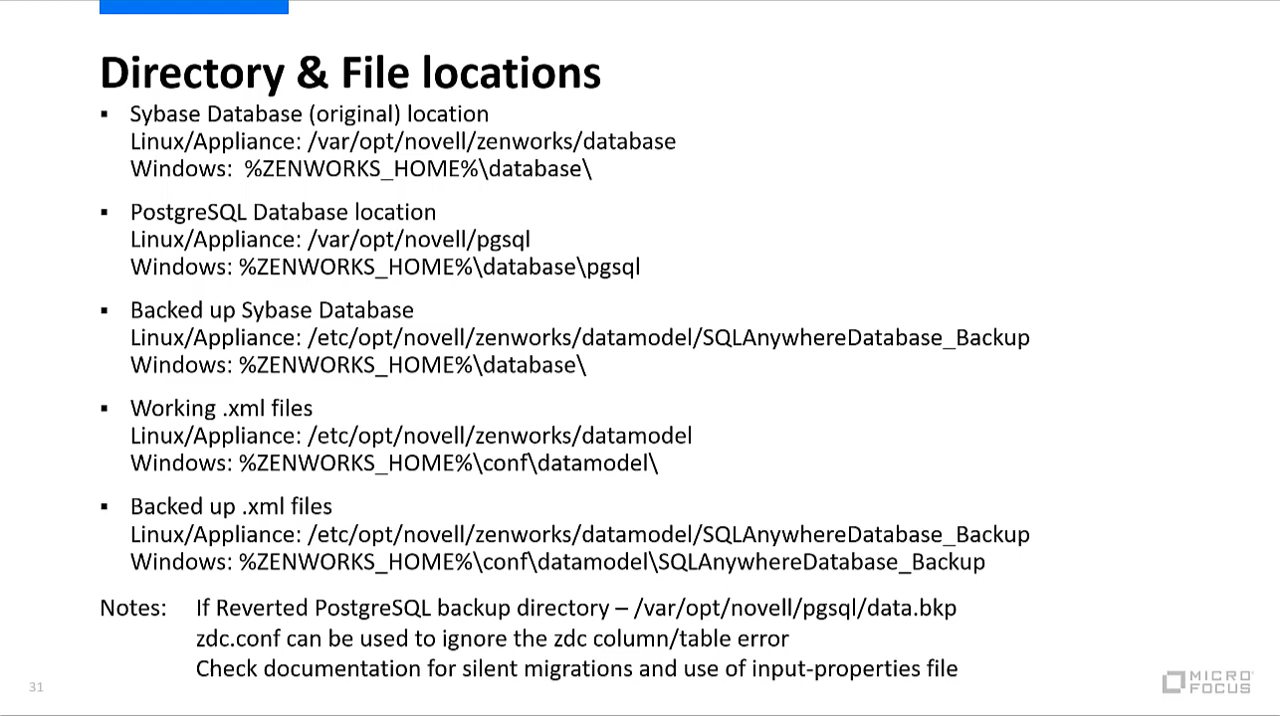 Directory & File locations
▪ Sybase Database (original) location
Linux/Appliance: /var/opt/novell/zenworks/database
Windows:  %ZENWORKS_HOME%\database\
▪ PostgreSQL Database location
Linux/Appliance: /var/opt/novell/pgsql
Windows: %ZENWORKS_HOME%\database\pgsql
▪ Backed up Sybase Database
Linux/Appliance: /etc/opt/novell/zenworks/datamodel/SQLAnywhereDatabase_Backup
Windows: %ZENWORKS_HOME%\database\
▪ Working .xml files
Linux/Appliance: /etc/opt/novell/zenworks/datamodel
Windows: %ZENWORKS_HOME%\conf\datamodel\
▪ Backed up .xml files
Linux/Appliance: /etc/opt/novell/zenworks/datamodel/SQLAnywhereDatabase_Backup
Windows: %ZENWORKS_HOME%\conf\datamodel\SQLAnywhereDatabase_Backup
Notes: If Reverted PostgreSQL backup directory – /var/opt/novell/pgsql/data.bkp
zdc.conf can be used to ignore the zdc column/table error
Check documentation for silent migrations and use of input-properties file
31
MICRO
FOCUS